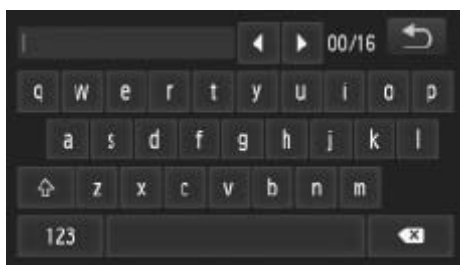 00/16
q w e r t y u i o p
a s d f g h j k l
z x c v b n m
123